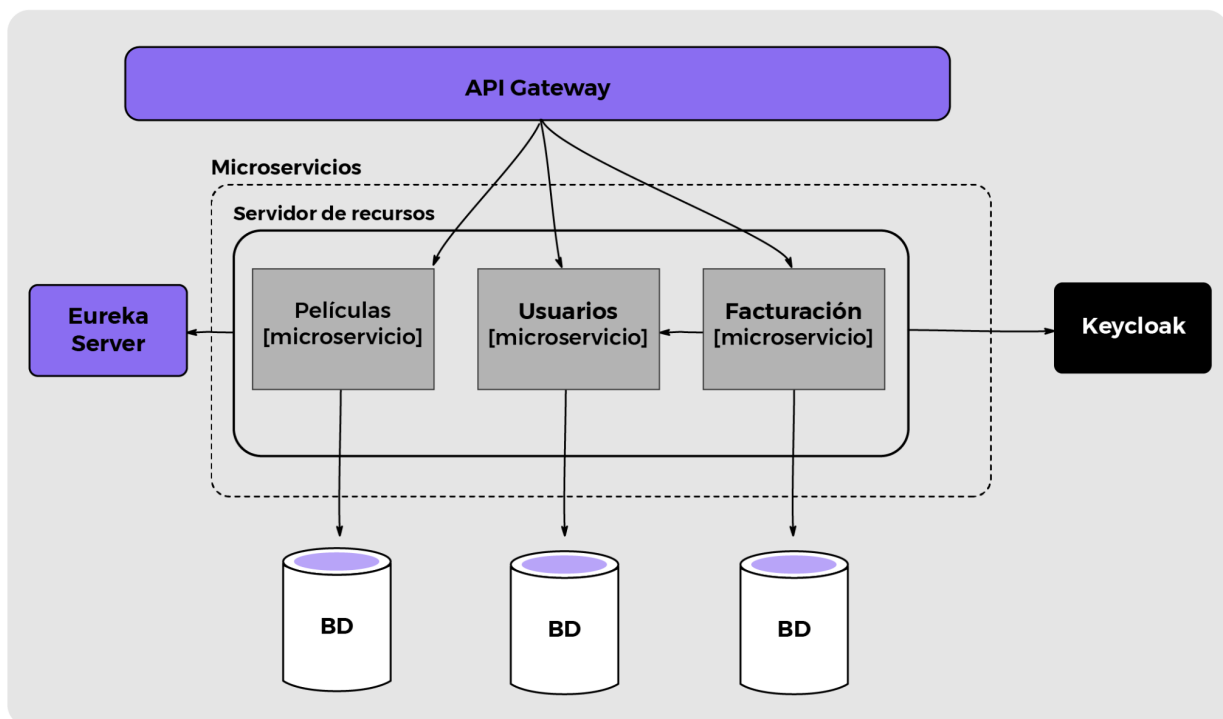 API Gateway
Microservicios
Servidor de recursos
Películas
[microservicio]
Usuarios
[microservicio]
Facturación
[microservicio]
Eureka
Server
Keycloak
BD
BD
BD